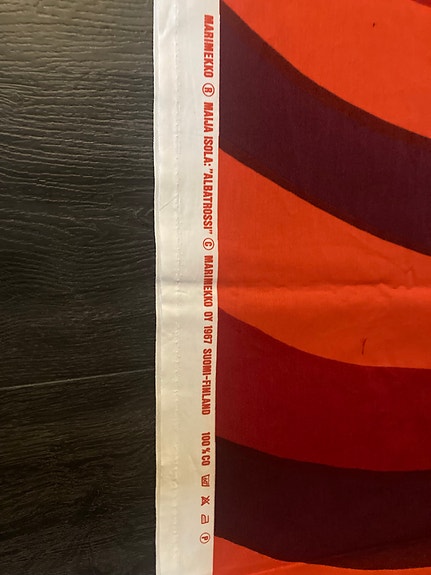 MARIMEKKO ® MAIJA ISOLA: "ALBATROSSI" © MARIMEKKO OY 1967 SUOMI-FINLAND 100 % CO P